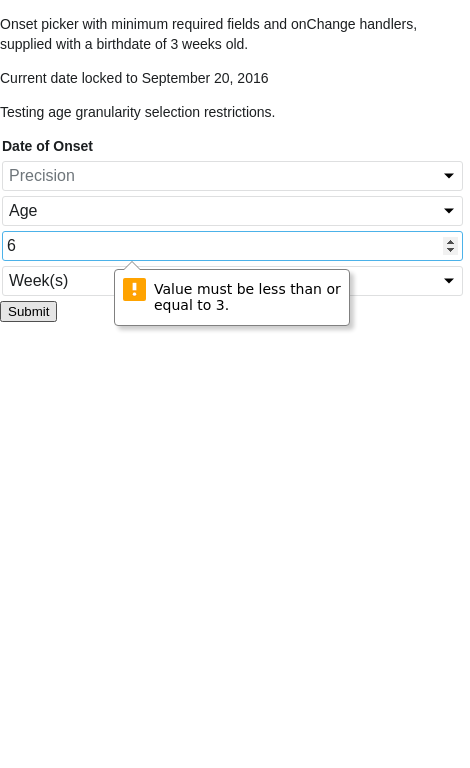 Onset picker with minimum required fields and onChange handlers,
supplied with a birthdate of 3 weeks old.
Current date locked to September 20, 2016
Testing age granularity selection restrictions.
Date of Onset
Precision
Age
6
Week(s)
Value must be less than or
equal to 3.
Submit